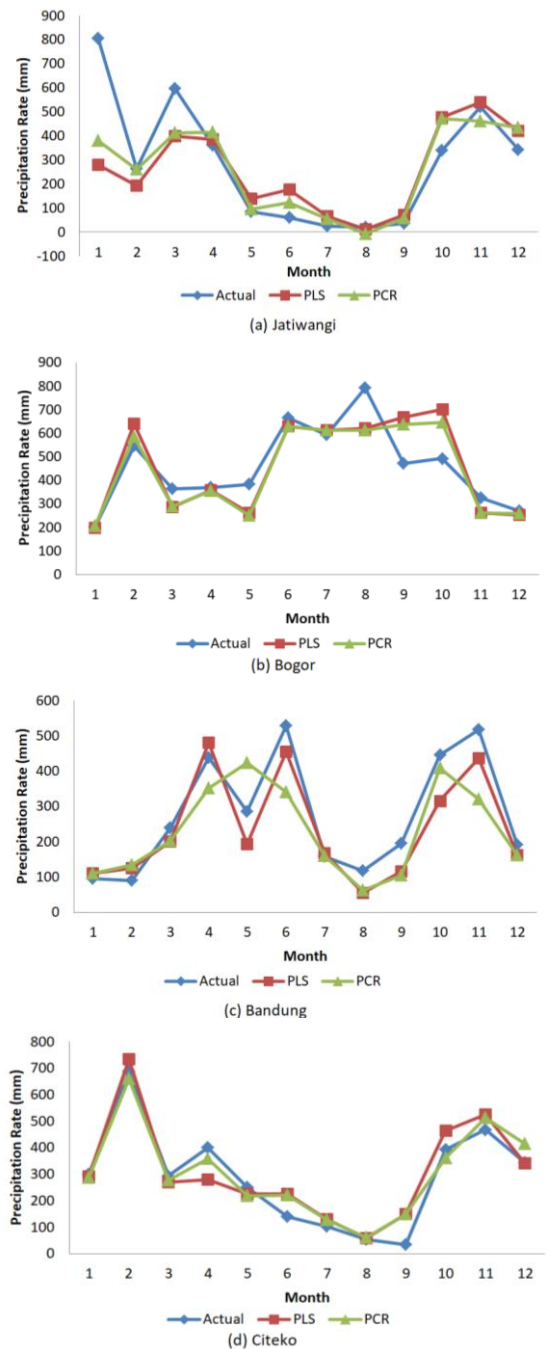 Precipitation Rate (mm)
900
800
700
600
500
400
300
200
100
0
-100
1 2 3 4 5 6 7 8 9 10 11 12
Month
Actual PLS PCR
(a) Jatiwangi
Precipitation Rate (mm)
900
800
700
600
500
400
300
200
100
0
1 2 3 4 5 6 7 8 9 10 11 12
Month
Actual PLS PCR
(b) Bogor
Precipitation Rate (mm)
600
500
400
300
200
100
0
1 2 3 4 5 6 7 8 9 10 11 12
Month
Actual PLS PCR
(c) Bandung
Precipitation Rate (mm)
800
700
600
500
400
300
200
100
0
1 2 3 4 5 6 7 8 9 10 11 12
Month
Actual PLS PCR
(d) Citeko